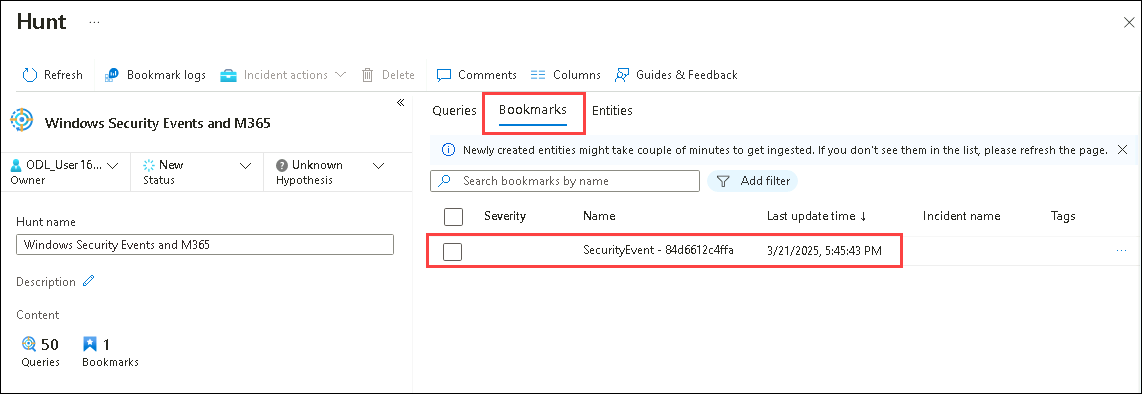 Hunt ...
Refresh Bookmark logs Incident actions Delete Comments Columns Guides & Feedback
«
Windows Security Events and M365
ODL_User 16... New Unknown
Owner Status Hypothesis
Hunt name
Windows Security Events and M365
Description
Content
50 1
Queries Bookmarks
Queries Bookmarks Entities
Newly created entities might take couple of minutes to get ingested. If you don't see them in the list, please refresh the page.
Search bookmarks by name Add filter
Severity Name Last update time ↓ Incident name Tags
SecurityEvent - 84d6612c4ffa 3/21/2025, 5:45:43 PM ...